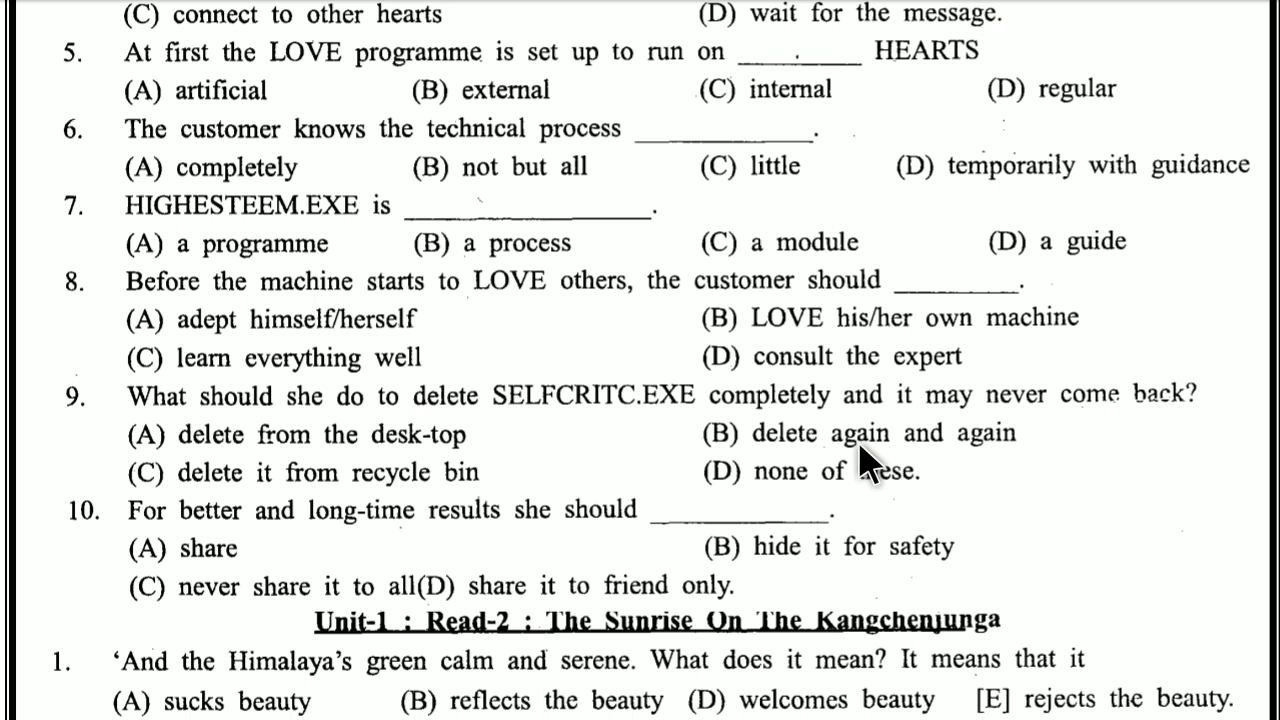 (C) connect to other hearts (D) wait for the message.
5. At first the LOVE programme is set up to run on ________ HEARTS
(A) artificial (B) external (C) internal (D) regular
6. The customer knows the technical process ____________.
(A) completely (B) not but all (C) little (D) temporarily with guidance
7. HIGHESTEEM.EXE is ________________.
(A) a programme (B) a process (C) a module (D) a guide
8. Before the machine starts to LOVE others, the customer should ________.
(A) adept himself/herself (B) LOVE his/her own machine
(C) learn everything well (D) consult the expert
9. What should she do to delete SELFCRITC.EXE completely and it may never come back?
(A) delete from the desk-top (B) delete again and again
(C) delete it from recycle bin (D) none of
10. For better and long-time results she should ____________.
(A) share (B) hide it for safety
(C) never share it to all(D) share it to friend only.
Unit-1 : Read-2 : The Sunrise On The Kangchenjunga
1. ‘And the Himalaya’s green calm and serene. What does it mean? It means that it
(A) sucks beauty (B) reflects the beauty (D) welcomes beauty [E] rejects the beauty.